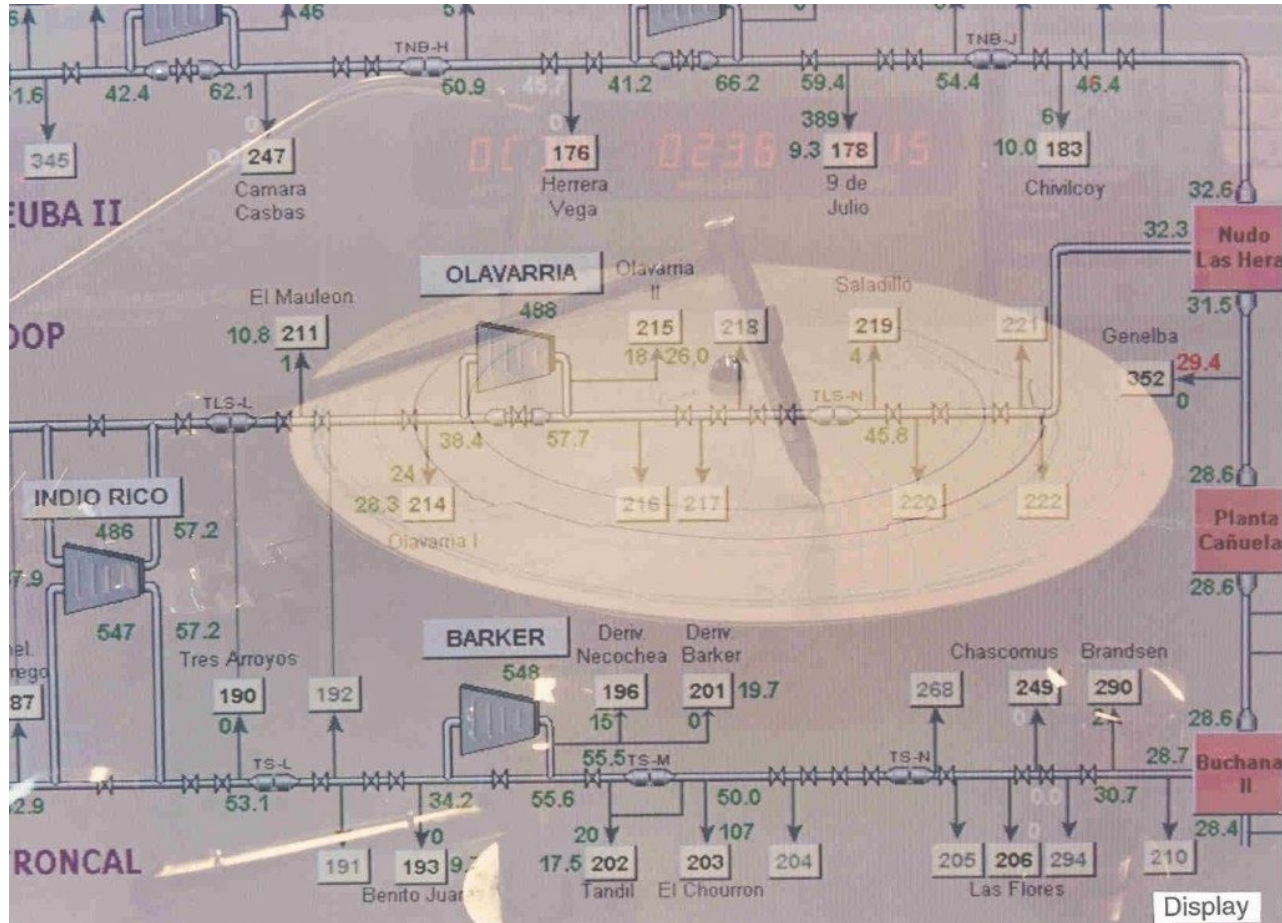 46
5
TNB-H
TNB-J
42.4
62.1
50.9
41.2
66.2
59.4
54.4
46.4
345
247
176
389
9.3
178
6
10.0
183
32.6
Camara
Casbas
Herrera
Vega
9 de
Julio
Chivilcoy
EUBA II
32.3
Nudo
Las Hera
31.5
OLAVARRIA
488
Olavarria
II
El Mauleon
10.8
211
1
215
18
26,0
218
Saladillo
219
4
221
Genelba
29.4
352
0
OOP
TLS-L
TLS-N
38.4
57.7
45.8
24
28.3
214
Olavarria I
216
217
220
222
28.6
Planta
Cañuela
28.6
INDIO RICO
486
57.2
547
57.2
BARKER
548
Tres Arroyos
190
0
192
Deriv.
Necochea
196
15
Deriv.
Barker
201
19.7
0
268
Chascomus
249
Brandsen
290
28.6
87
TS-L
55.5
TS-M
TS-N
53.1
34.2
55.6
50.0
30.7
28.7
Buchana
II
28.4
191
0
193
Benito Juarez
20
17.5
202
Tandil
107
203
El Chourron
204
205
206
294
Las Flores
210
TRONCAL
Display